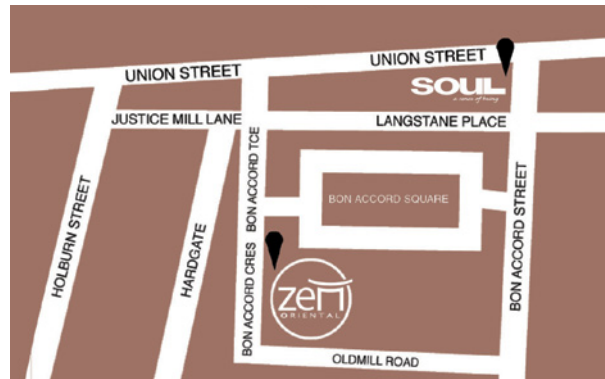 UNION STREET
UNION STREET
SOUL
JUSTICE MILL LANE
LANGSTANE PLACE
BON ACCORD TCE
BON ACCORD SQUARE
HOLBURN STREET
HARDGATE
BON ACCORD STREET
BON ACCORD CRES
zen
ORIENTAL
OLDMILL ROAD